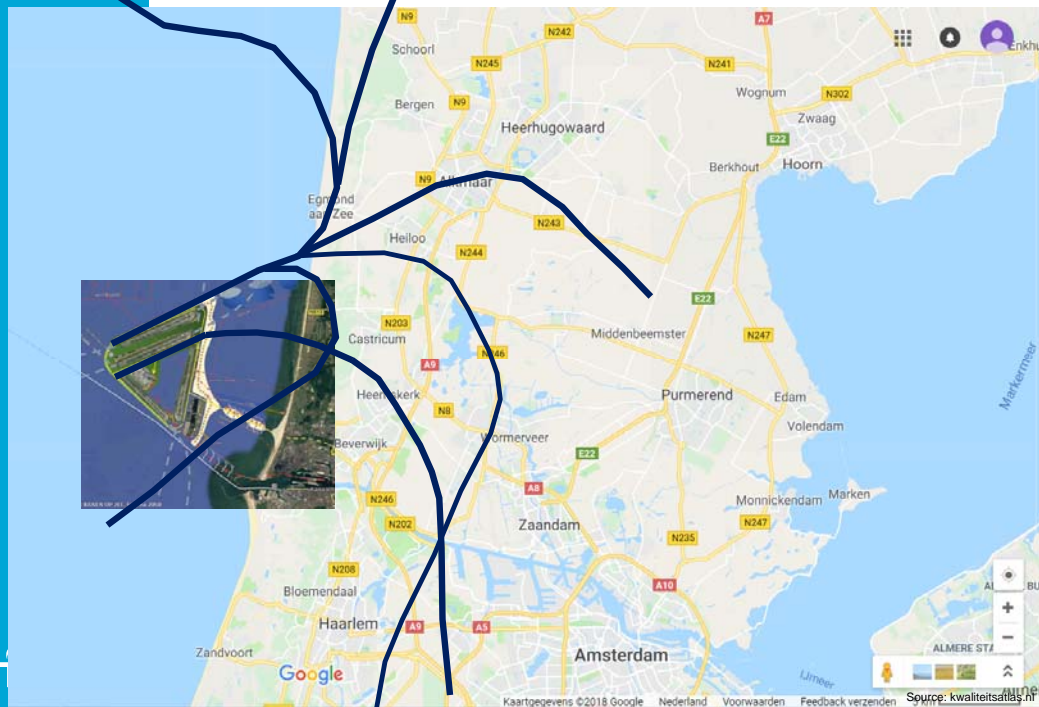 N9
N242
A7
Schoorl
N245
N241
Enkhu
Wognum
N302
Bergen
N9
Zwaag
Heerhugowaard
E22
Berkhout
Hoorn
N9
Alkmaar
Egmond
aan Zee
N243
Heiloo
N244
E22
N203
Castricum
Middenbeemster
N247
N246
A9
Markermeer
Heemskerk
Purmerend
Edam
N8
Volendam
Wormerveer
Beverwijk
E22
A8
Monnickendam
Marken
N246
N202
Zaandam
N247
N235
N208
A10
Bloemendaal
Haarlem
A9
A5
Zandvoort
Amsterdam
ALMERE STA
Google
IJmeer
Kaartgegevens ©2018 Google Nederland Voorwaarden Feedback verzenden 5 km
Source: kwaliteitsatlas.nl